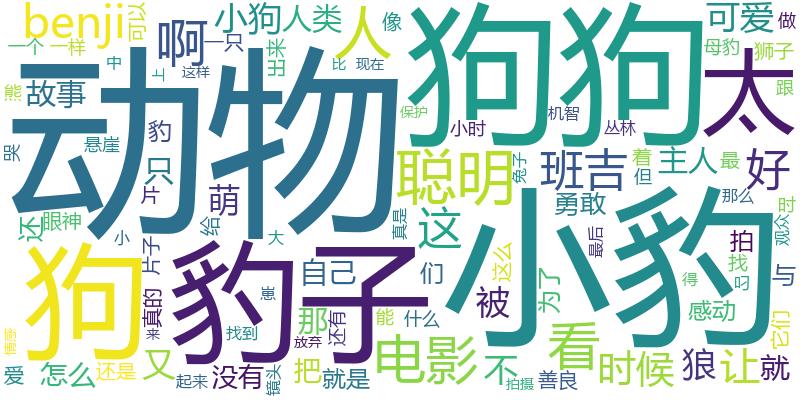 benji
可以
小狗
人类
像
狗狗
可爱
做
一个
一样
啊
一只
出来
人
太
母豹
狮子
中
上
这样
比
现在
动物
熊
故事
跟
保护
小时
机智
丛林
哭
悬崖
豹
只
片
萌
聪明
兔子
班吉
着
但
主人
最
好
还
眼神
给
真是
这
勇敢
那么
观众
时
小豹
小
大
片子
真的
来
狗
豹子
自己
们
这么
为了
最后
被
拍
找
叼
与
得
感动
它们
崽
找到
那
还有
能
什么
放弃
情感
爱
怎么
还是
又
起来
没有
镜头
把
就是
电影
不
拍摄
善良
看
时候
狼
让
就